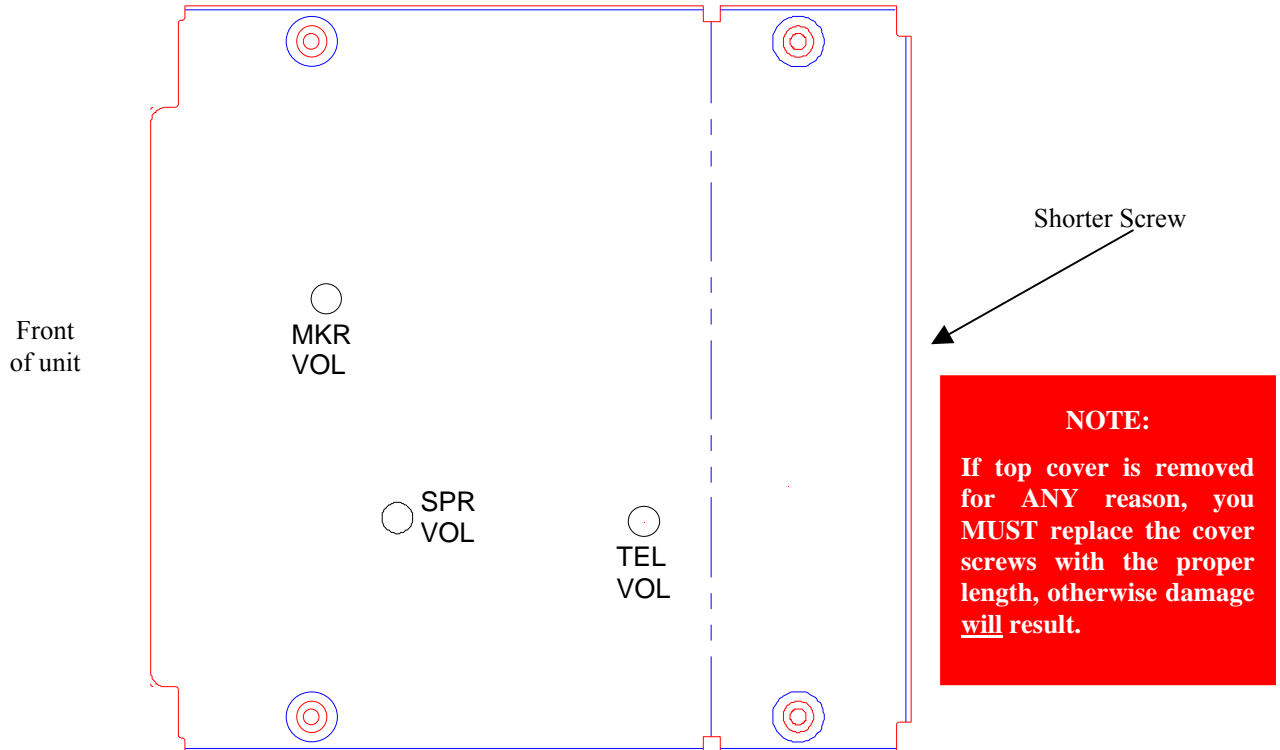 Shorter Screw
Front
of unit
MKR
VOL
SPR
VOL
TEL
VOL
NOTE:
If top cover is removed
for ANY reason, you
MUST replace the cover
screws with the proper
length, otherwise damage
will result.